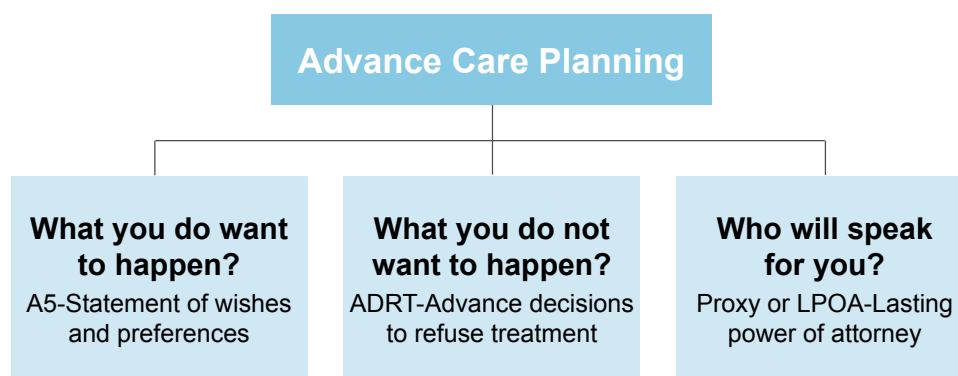 Advance Care Planning
What you do want
to happen?
A5-Statement of wishes
and preferences
What you do not
want to happen?
ADRT-Advance decisions
to refuse treatment
Who will speak
for you?
Proxy or LPOA-Lasting
power of attorney